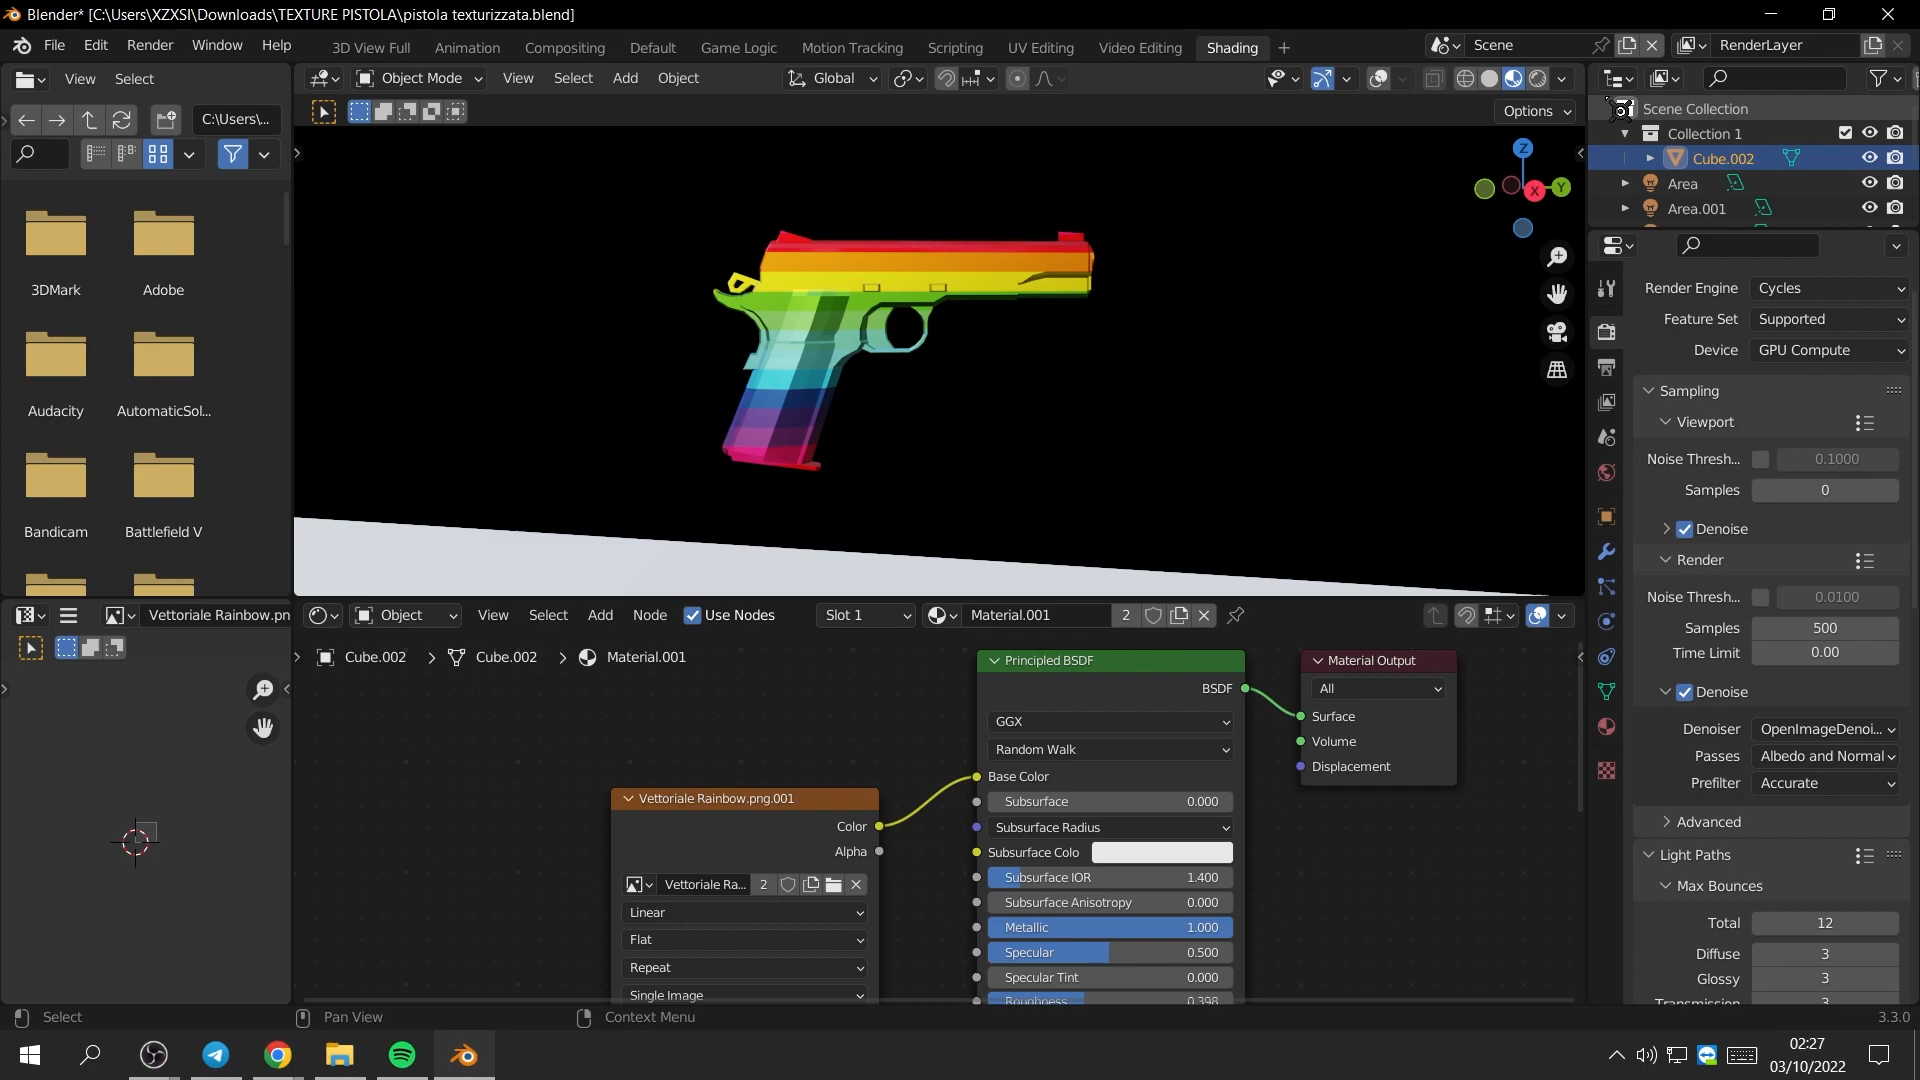 Blender* [C:\Users\XZXSI\Downloads\TEXTURE PISTOLA\pistola texturizzata.blend]
File Edit Render Window Help
3D View Full Animation Compositing Default Game Logic Motion Tracking Scripting UV Editing Video Editing Shading
Scene
RenderLayer
View Select
C:\Users\...
3DMark
Adobe
Audacity
AutomaticSol...
Bandicam
Battlefield V
Object Mode View Select Add Object
Global
Options
Z
X
Y
Scene Collection
Collection 1
Cube.002
Area
Area.001
Render Engine Cycles
Feature Set Supported
Device GPU Compute
Sampling
Viewport
Noise Thresh... 0.1000
Samples 0
Denoise
Render
Noise Thresh... 0.0100
Samples 500
Time Limit 0.00
Denoise
Denoiser OpenImageDenoi...
Passes Albedo and Normal
Prefilter Accurate
Advanced
Light Paths
Max Bounces
Total 12
Diffuse 3
Glossy 3
Transmission 3
Vettoriale Rainbow.pn
Object View Select Add Node Use Nodes Slot 1 Material.001 2
Cube.002 Cube.002 Material.001
Vettoriale Rainbow.png.001
Color
Alpha
Vettoriale Ra... 2
Linear
Flat
Repeat
Single Image
Principled BSDF
BSDF
GGX
Random Walk
Base Color
Subsurface 0.000
Subsurface Radius
Subsurface Colo
Subsurface IOR 1.400
Subsurface Anisotropy 0.000
Metallic 1.000
Specular 0.500
Specular Tint 0.000
Roughness 0.398
Material Output
All
Surface
Volume
Displacement
Select
Pan View
Context Menu
3.3.0
02:27
03/10/2022